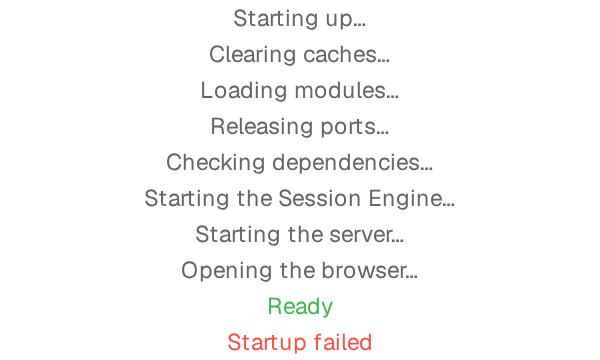 Starting up…
Clearing caches…
Loading modules…
Releasing ports…
Checking dependencies…
Starting the Session Engine…
Starting the server…
Opening the browser…
Ready
Startup failed